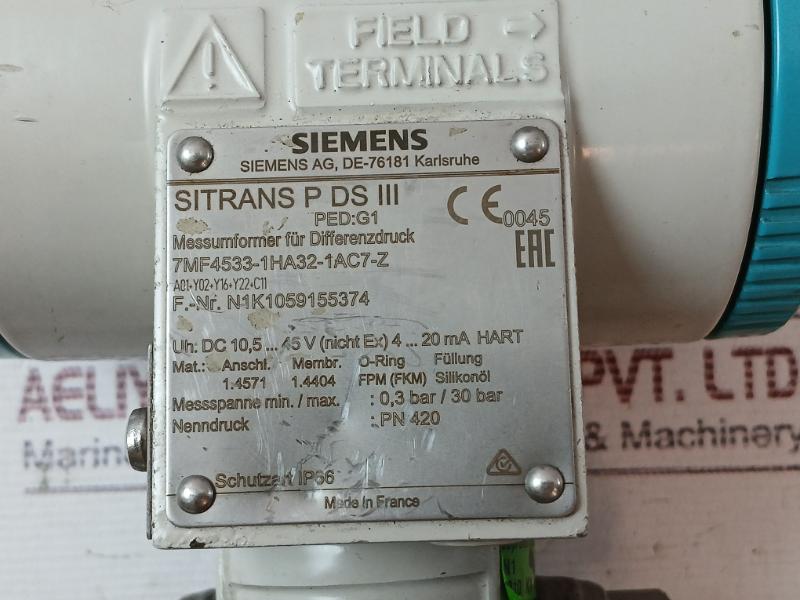 FIELD →
TERMINALS
SIEMENS
SIEMENS AG, DE-76181 Karlsruhe
SITRANS P DS III
PED:G1
CE 0045
Messumformer für Differenzdruck
EAC
7MF4533-1HA32-1AC7-Z
A01+Y02+Y16+Y22+C11
F.-Nr. N1K1059155374
UH: DC 10,5 ... 45 V (nicht Ex) 4 ... 20 mA HART
Mat.: Anschl. Membr. O-Ring Füllung
1.4571 1.4404 FPM (FKM) Silikonöl
Messspanne min. / max. : 0,3 bar / 30 bar
Nenndruck : PN 420
Schutzart IP66
Made in France
PVT. LTD
& Machinery